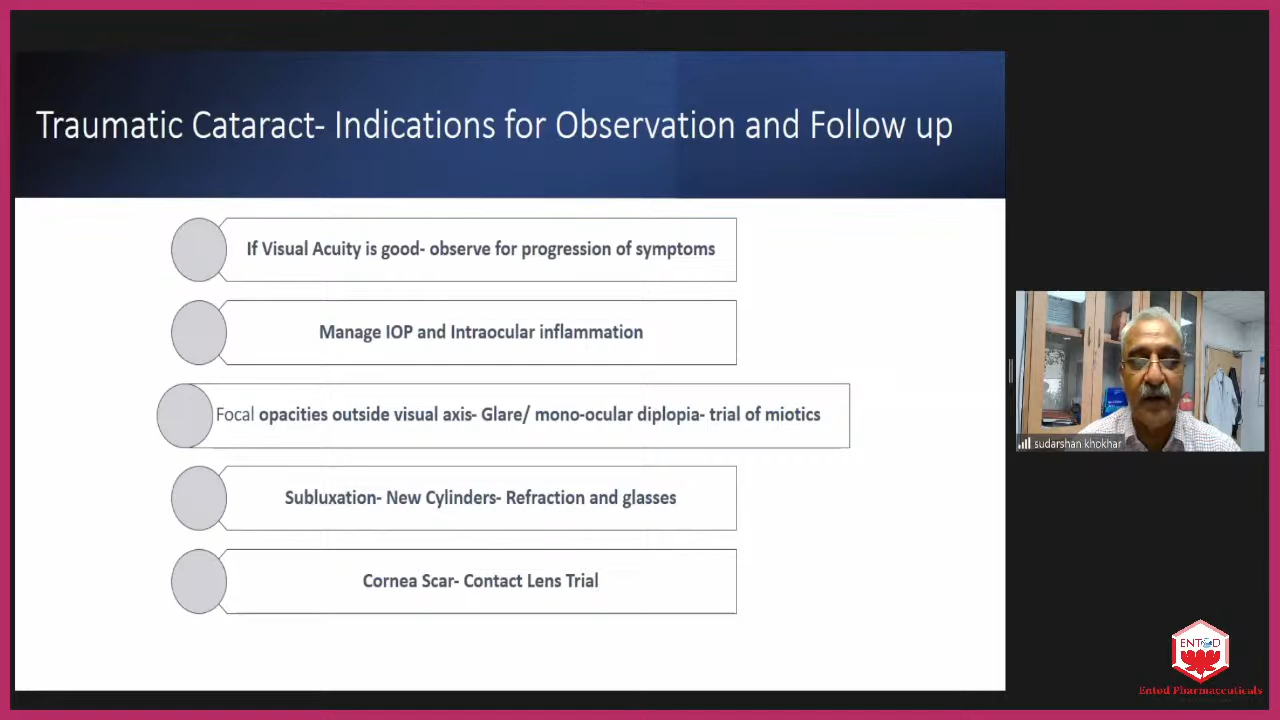 Traumatic Cataract- Indications for Observation and Follow up
If Visual Acuity is good- observe for progression of symptoms
Manage IOP and Intraocular inflammation
Focal opacities outside visual axis- Glare/ mono-ocular diplopia- trial of miotics
Subluxation- New Cylinders- Refraction and glasses
Cornea Scar- Contact Lens Trial
sudarshan khokhar
ENTOD
Entod Pharmaceuticals